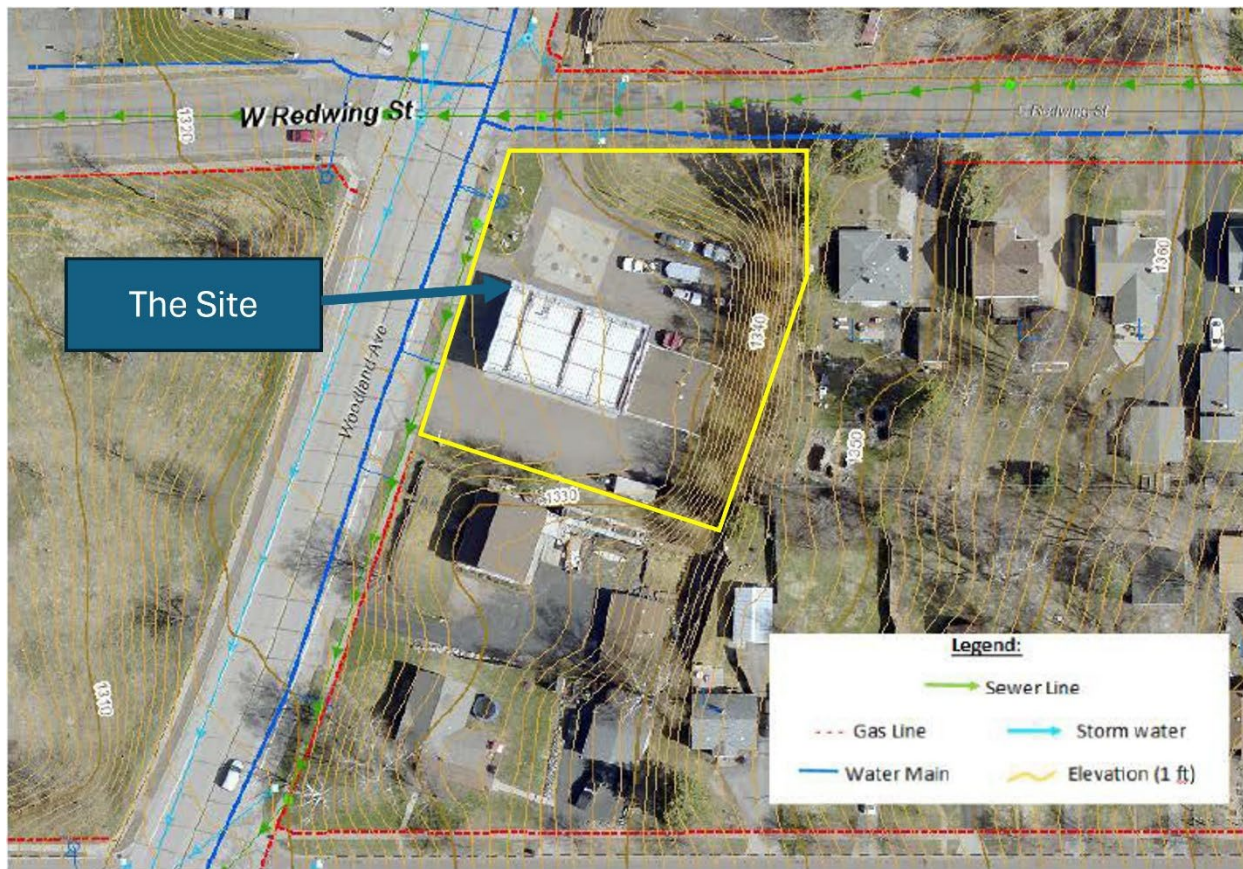 W Redwing St
E Redwing St
1320
The Site
Woodland Ave
1340
1360
1350
1330
1310
Legend:
Sewer Line
Gas Line
Storm water
Water Main
Elevation (1 ft)